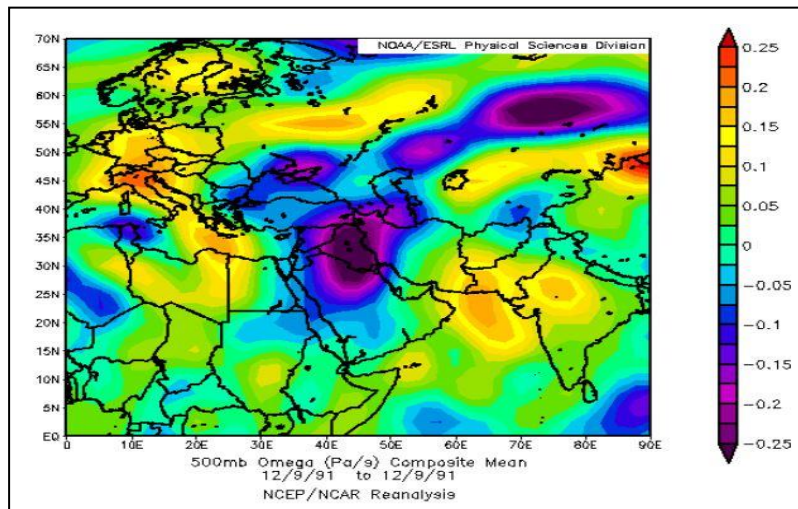 NOAA/ESRL Physical Sciences Division
70N
65N
60N
55N
50N
45N
40N
35N
30N
25N
20N
15N
10N
5N
EQ
0 10E 20E 30E 40E 50E 60E 70E 80E 90E
0.25
0.2
0.15
0.1
0.05
0
-0.05
-0.1
-0.15
-0.2
-0.25
500mb Omega (Pa/s) Composite Mean
12/9/91 to 12/9/91
NCEP/NCAR Reanalysis